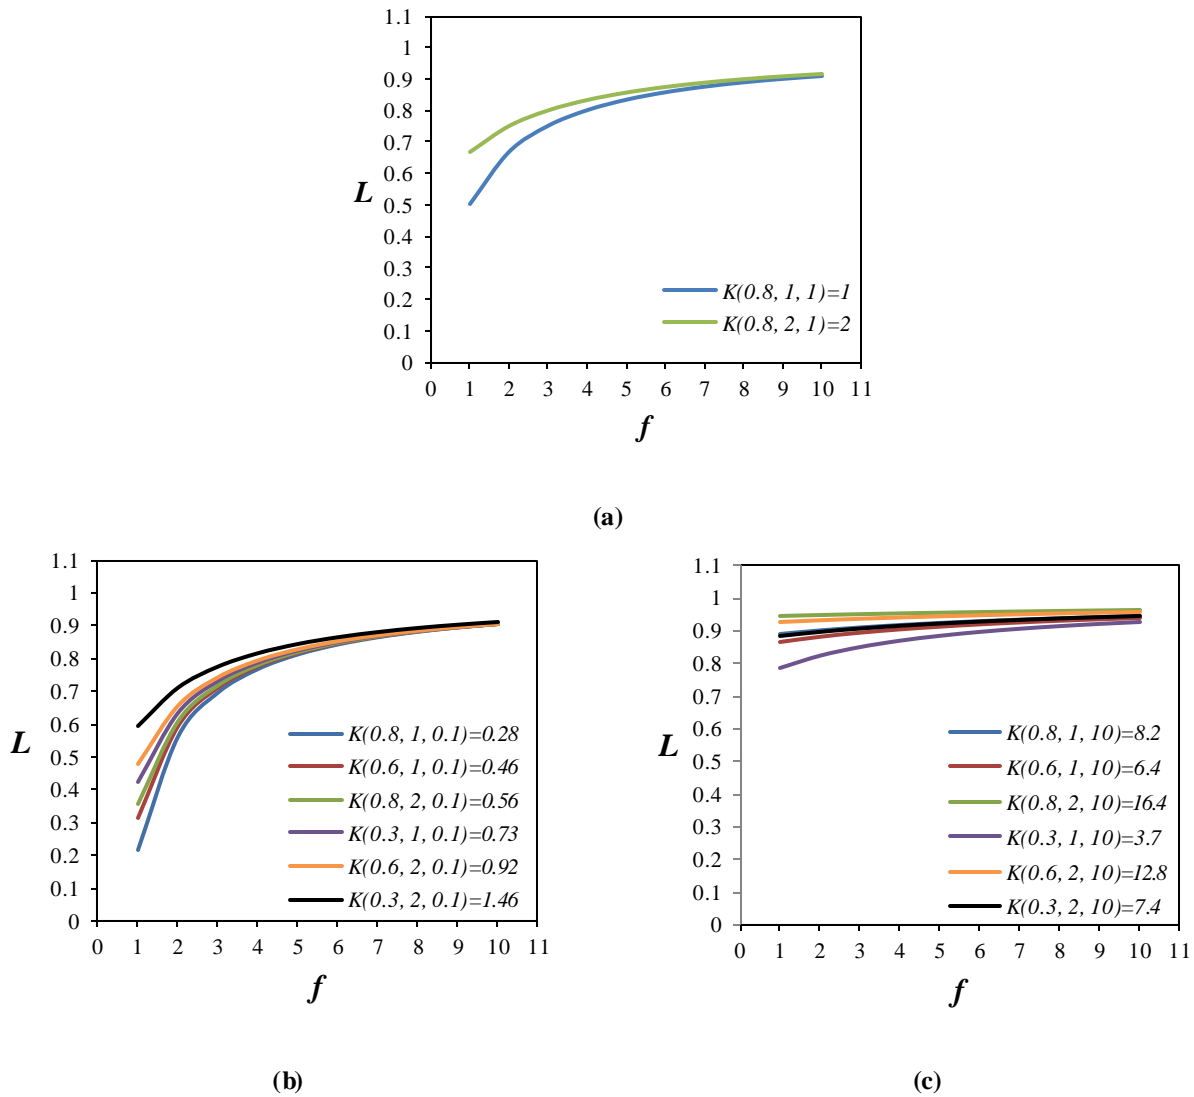 1.1
1
0.9
0.8
0.7
0.6
0.5
0.4
0.3
0.2
0.1
0
L
K(0.8, 1, 1)=1
K(0.8, 2, 1)=2
0 1 2 3 4 5 6 7 8 9 10 11
f
(a)
1.1
1
0.9
0.8
0.7
0.6
0.5
0.4
0.3
0.2
0.1
0
L
K(0.8, 1, 0.1)=0.28
K(0.6, 1, 0.1)=0.46
K(0.8, 2, 0.1)=0.56
K(0.3, 1, 0.1)=0.73
K(0.6, 2, 0.1)=0.92
K(0.3, 2, 0.1)=1.46
0 1 2 3 4 5 6 7 8 9 10 11
f
(b)
1.1
1
0.9
0.8
0.7
0.6
0.5
0.4
0.3
0.2
0.1
0
L
K(0.8, 1, 10)=8.2
K(0.6, 1, 10)=6.4
K(0.8, 2, 10)=16.4
K(0.3, 1, 10)=3.7
K(0.6, 2, 10)=12.8
K(0.3, 2, 10)=7.4
0 1 2 3 4 5 6 7 8 9 10 11
f
(c)